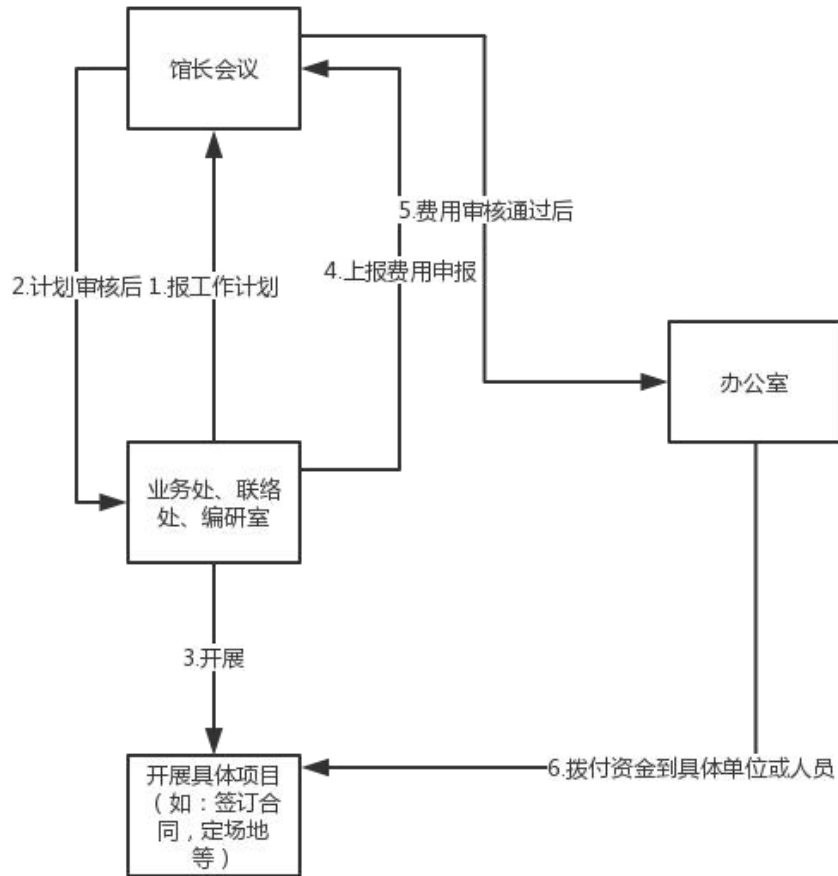 馆长会议
5.费用审核通过后
4.上报费用申报
2.计划审核后
1.报工作计划
办公室
业务处、联络
处、编研室
3.开展
开展具体项目
（如：签订合
同，定场地
等）
6.拨付资金到具体单位或人员